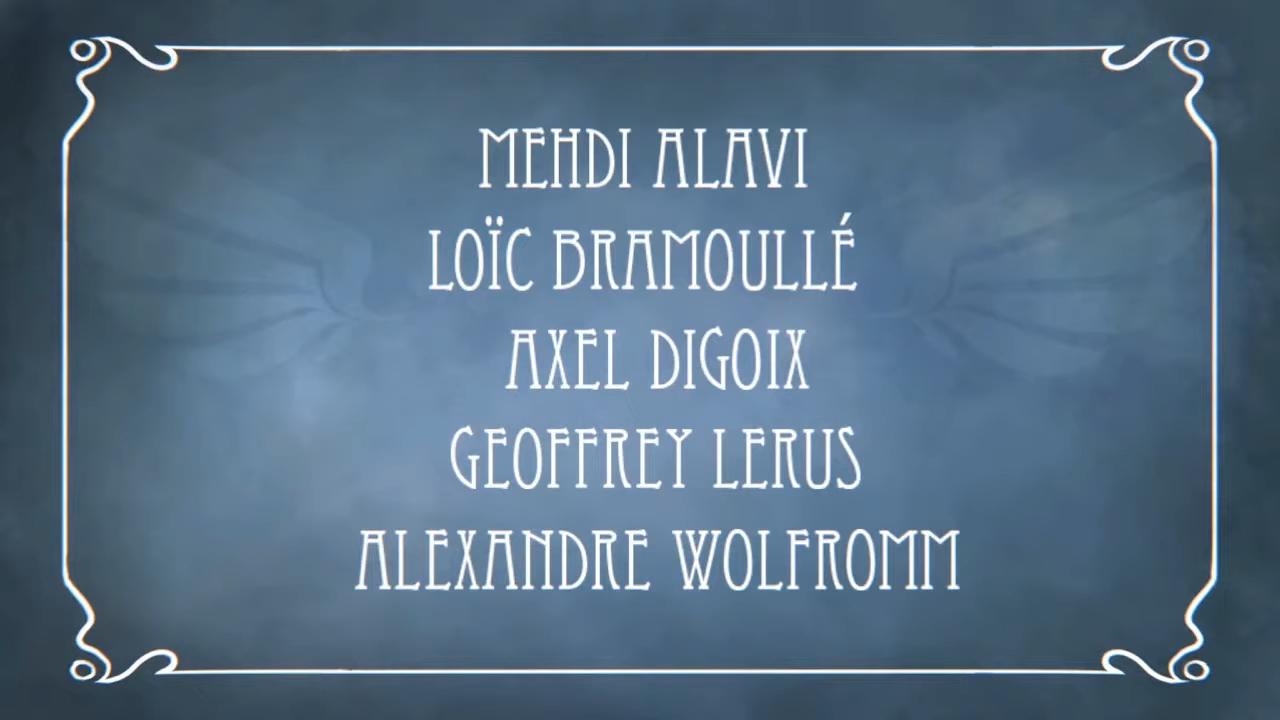 MEHDI ALAVI
LOÏC BRAMOULLÉ
AXEL DIGOIX
GEOFFREY LERUS
ALEXANDRE WOLFROMM